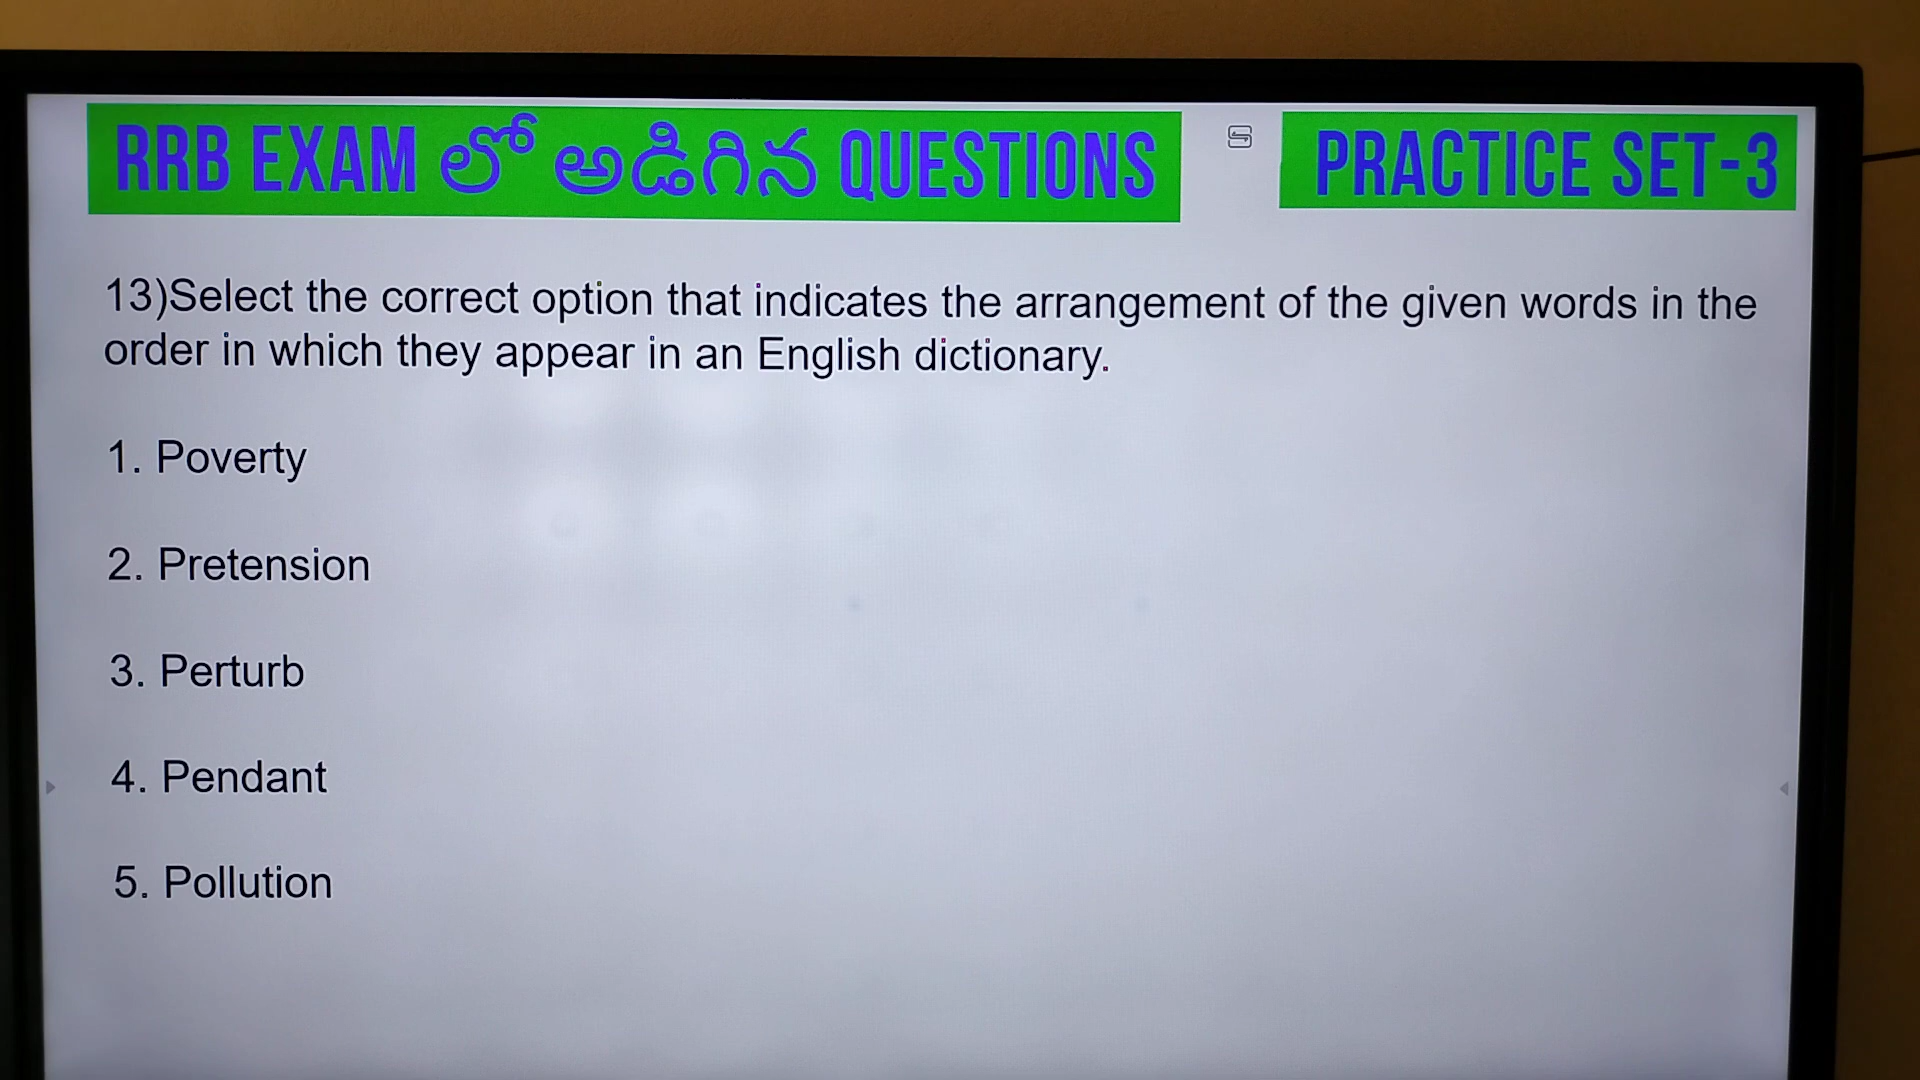 RRB EXAM లో అడిగిన QUESTIONS
PRACTICE SET-3
13)Select the correct option that indicates the arrangement of the given words in the
order in which they appear in an English dictionary.
1. Poverty
2. Pretension
3. Perturb
4. Pendant
5. Pollution